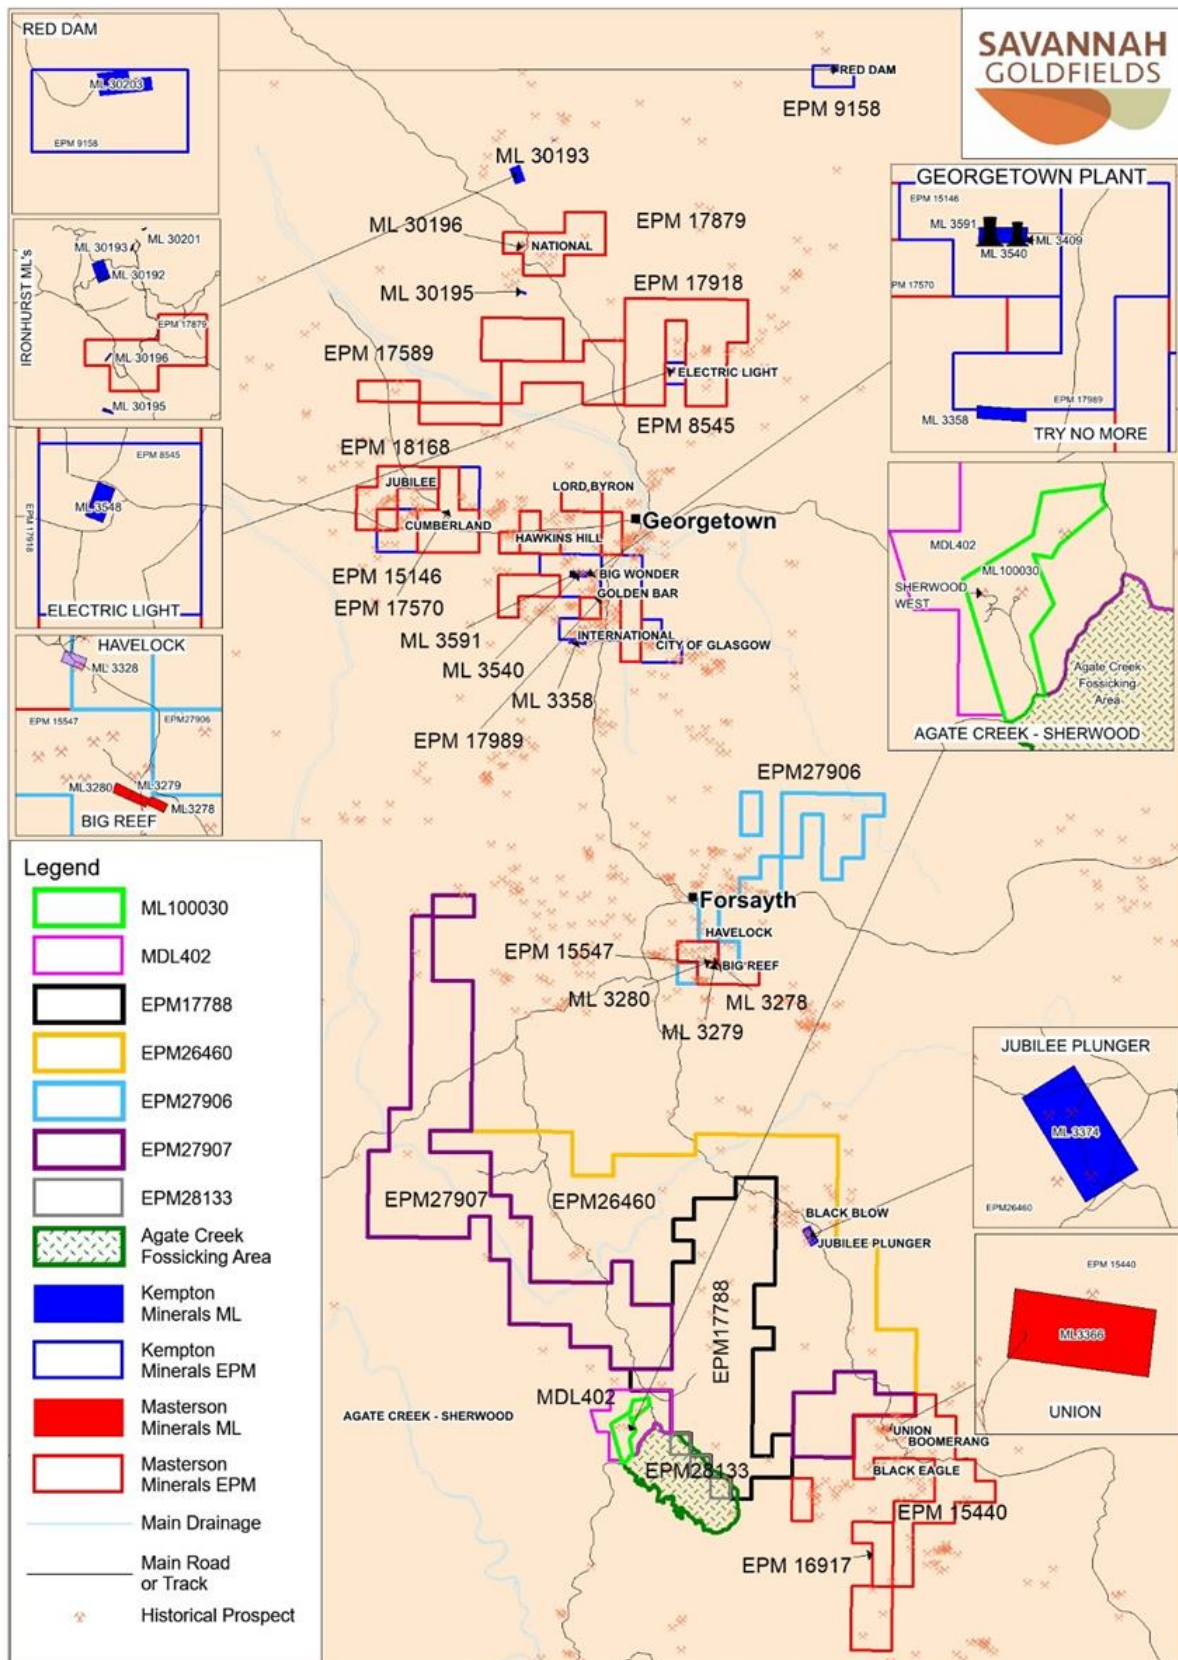 RED DAM
ML 30203
EPM 9158
SAVANNAH
GOLDFIELDS
RED DAM
EPM 9158
ML 30193
ML 30196
NATIONAL
EPM 17879
ML 30195
EPM 17918
EPM 17589
ELECTRIC LIGHT
EPM 8545
IRONHURST ML's
ML 30201
ML 30193
ML 30192
EPM 17879
ML 30196
ML 30195
GEORGETOWN PLANT
EPM 15146
ML 3591
ML 3409
ML 3540
PM 17570
EPM 17989
ML 3358
TRY NO MORE
EPM 8545
ML 3548
EPM 17918
ELECTRIC LIGHT
EPM 18168
JUBILEE
CUMBERLAND
LORD BYRON
Georgetown
HAWKINS HILL
BIG WONDER
GOLDEN BAR
INTERNATIONAL
CITY OF GLASGOW
EPM 15146
EPM 17570
ML 3591
ML 3540
ML 3358
EPM 17989
MDL402
ML100030
SHERWOOD
WEST
Agate Creek
Fossicking
Area
AGATE CREEK - SHERWOOD
HAVELOCK
ML 3328
EPM 15547
EPM27906
ML3280
ML3279
ML3278
BIG REEF
EPM27906
Forsayth
HAVELOCK
EPM 15547
BIG REEF
ML 3280
ML 3278
ML 3279
Legend
ML100030
MDL402
EPM17788
EPM26460
EPM27906
EPM27907
EPM28133
Agate Creek
Fossicking Area
Kempton
Minerals ML
Kempton
Minerals EPM
Masterson
Minerals ML
Masterson
Minerals EPM
Main Drainage
Main Road
or Track
Historical Prospect
JUBILEE PLUNGER
ML 3374
EPM26460
EPM27907
EPM26460
BLACK BLOW
JUBILEE PLUNGER
EPM17788
EPM 15440
ML3366
UNION
MDL402
AGATE CREEK - SHERWOOD
EPM28133
UNION
BOOMERANG
BLACK EAGLE
EPM 15440
EPM 16917